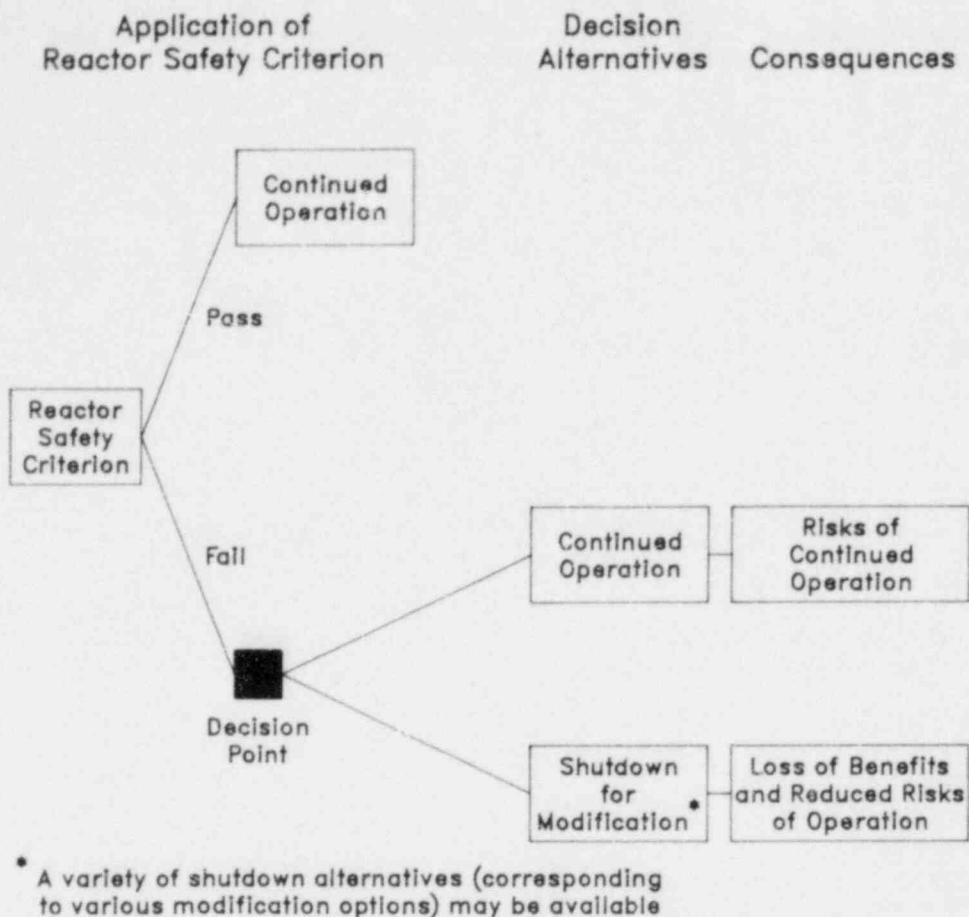 Application of
Reactor Safety Criterion
Decision
Alternatives
Consequences
Continued
Operation
Pass
Reactor
Safety
Criterion
Fail
Continued
Operation
Risks of
Continued
Operation
Decision
Point
Shutdown
for
Modification*
Loss of Benefits
and Reduced Risks
of Operation
* A variety of shutdown alternatives (corresponding
to various modification options) may be available